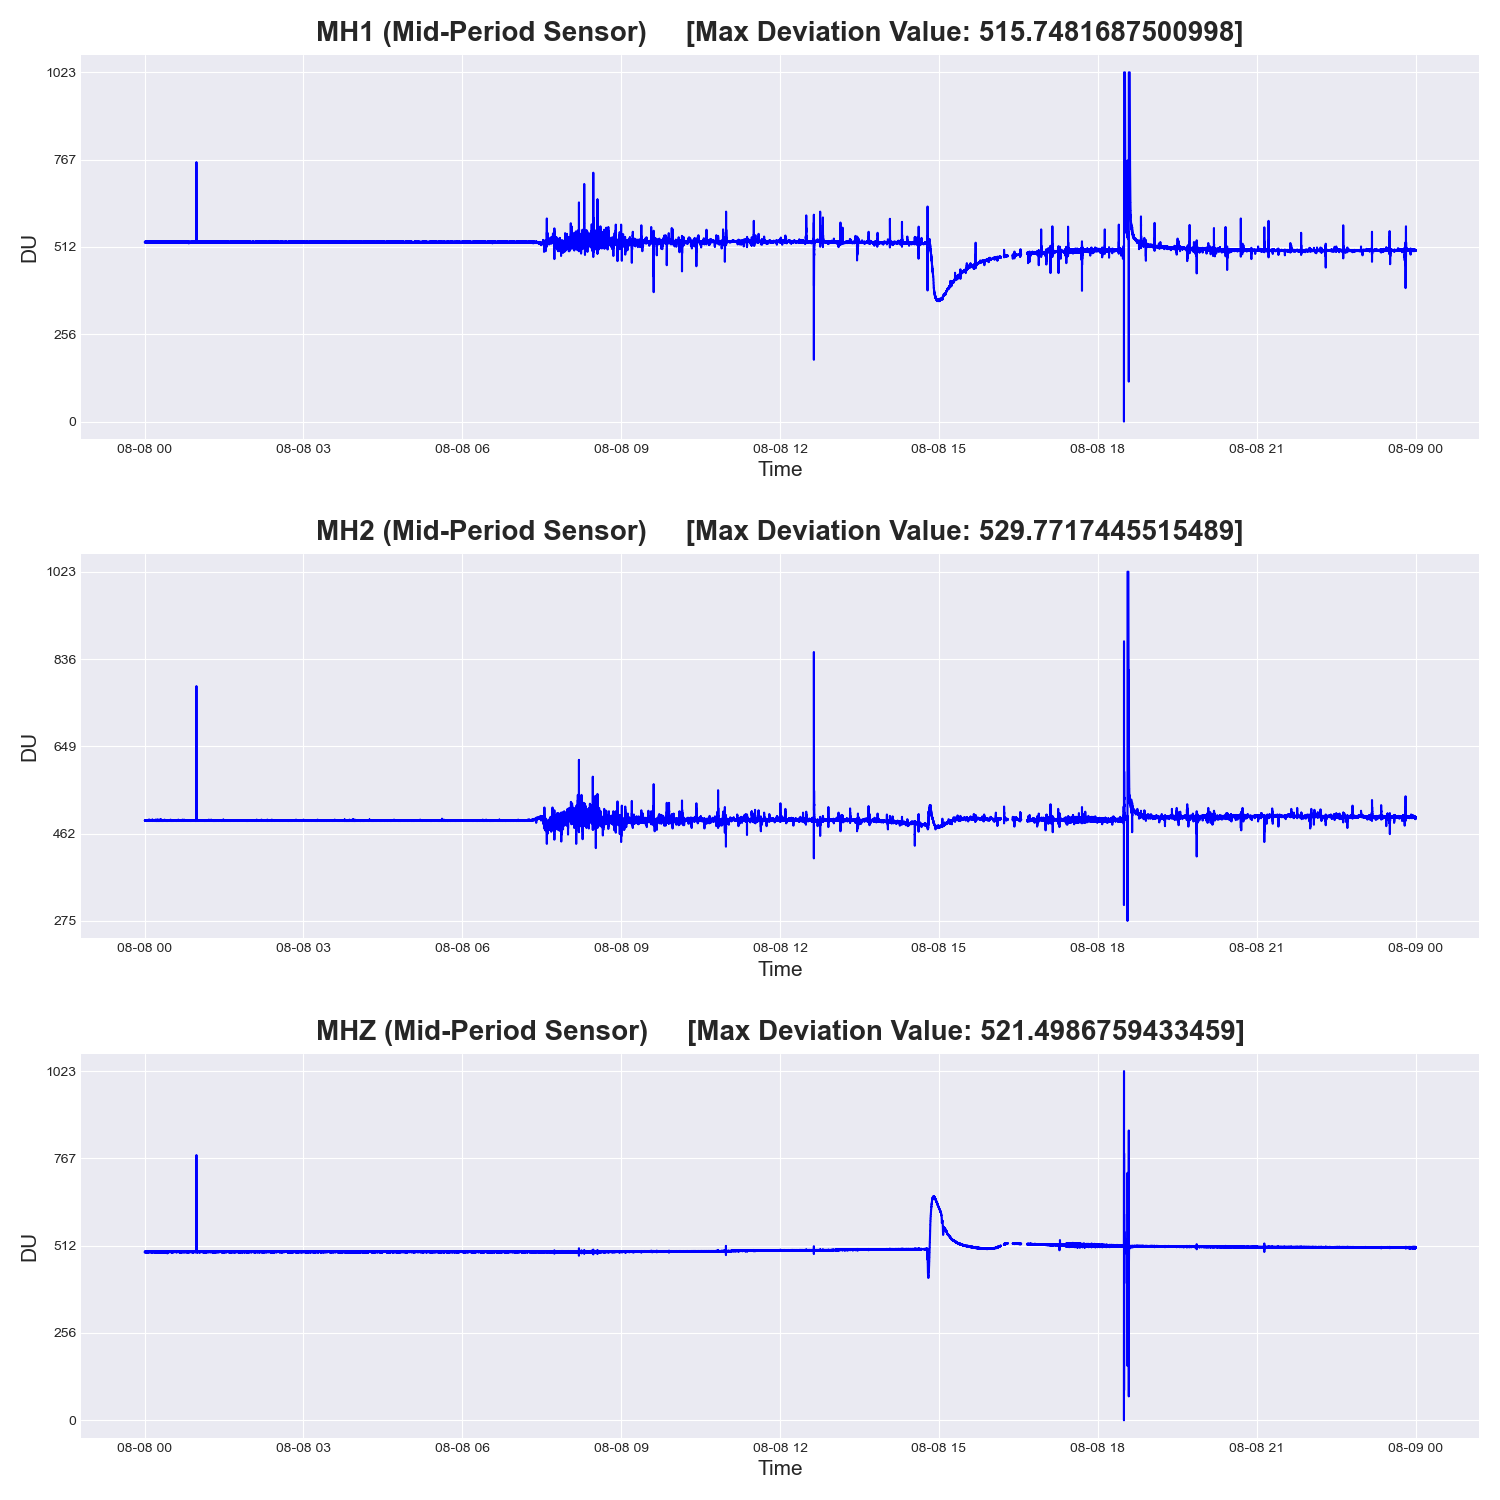 MH1 (Mid-Period Sensor) [Max Deviation Value: 515.7481687500998]
1023
767
512
256
0
DU
08-08 00 08-08 03 08-08 06 08-08 09 08-08 12 08-08 15 08-08 18 08-08 21 08-09 00
Time
MH2 (Mid-Period Sensor) [Max Deviation Value: 529.7717445515489]
1023
836
649
462
275
DU
08-08 00 08-08 03 08-08 06 08-08 09 08-08 12 08-08 15 08-08 18 08-08 21 08-09 00
Time
MHZ (Mid-Period Sensor) [Max Deviation Value: 521.4986759433459]
1023
767
512
256
0
DU
08-08 00 08-08 03 08-08 06 08-08 09 08-08 12 08-08 15 08-08 18 08-08 21 08-09 00
Time